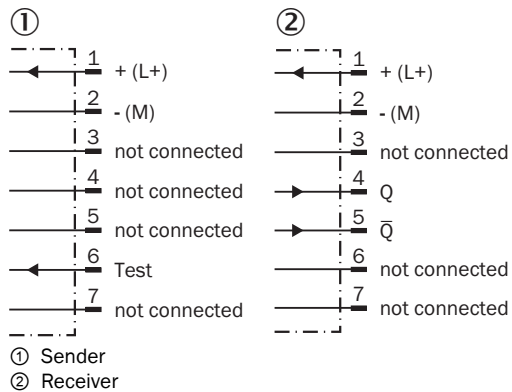 ① ②
1 + (L+)
2 - (M)
3 not connected
4 not connected
5 not connected
6 Test
7 not connected
1 + (L+)
2 - (M)
3 not connected
4 Q
5 Q̅
6 not connected
7 not connected
① Sender
② Receiver